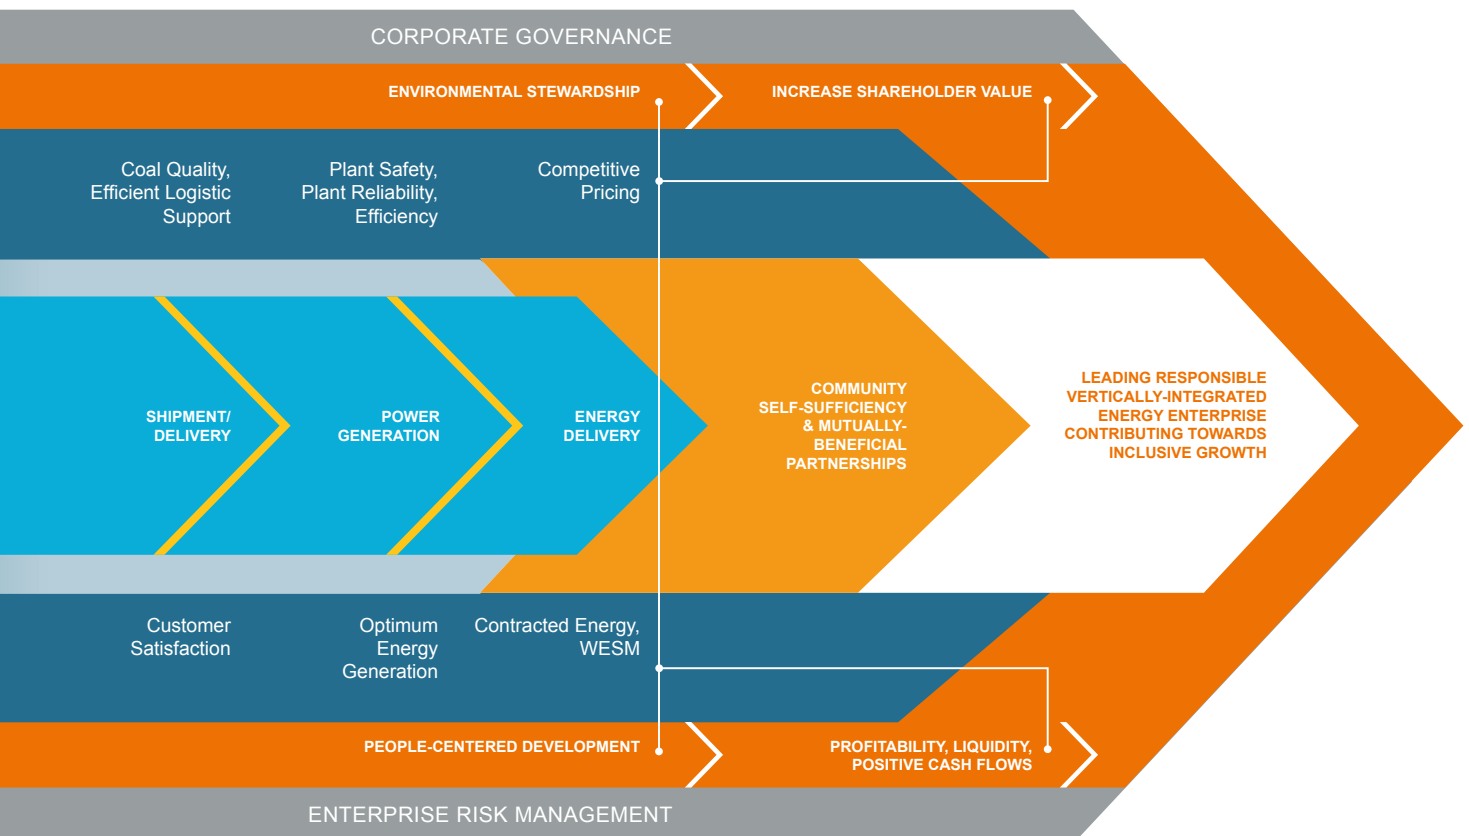 CORPORATE GOVERNANCE
ENVIRONMENTAL STEWARDSHIP
INCREASE SHAREHOLDER VALUE
Coal Quality,
Efficient Logistic
Support
Plant Safety,
Plant Reliability,
Efficiency
Competitive
Pricing
SHIPMENT/
DELIVERY
POWER
GENERATION
ENERGY
DELIVERY
COMMUNITY
SELF-SUFFICIENCY
& MUTUALLY-
BENEFICIAL
PARTNERSHIPS
LEADING RESPONSIBLE
VERTICALLY-INTEGRATED
ENERGY ENTERPRISE
CONTRIBUTING TOWARDS
INCLUSIVE GROWTH
Customer
Satisfaction
Optimum
Energy
Generation
Contracted Energy,
WESM
PEOPLE-CENTERED DEVELOPMENT
PROFITABILITY, LIQUIDITY,
POSITIVE CASH FLOWS
ENTERPRISE RISK MANAGEMENT